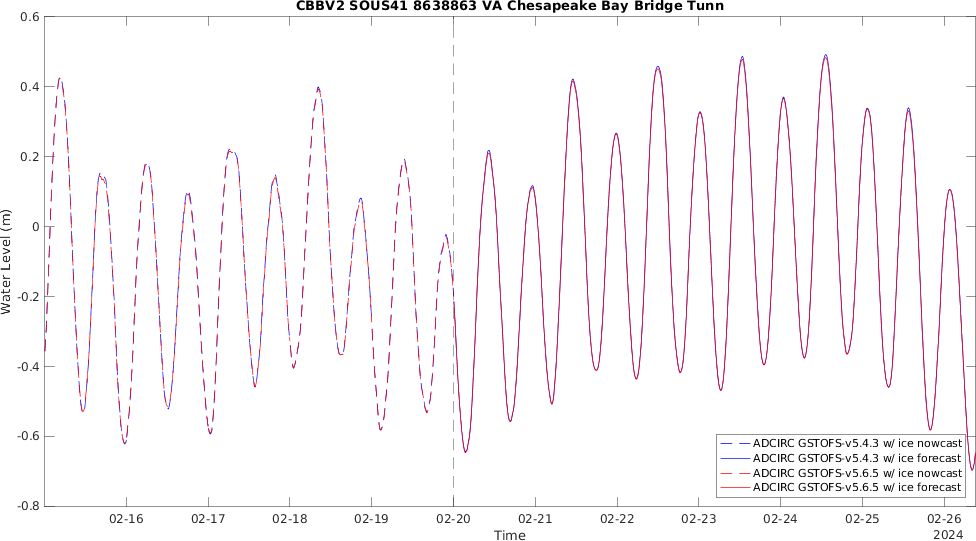 CBBV2 SOUS41 8638863 VA Chesapeake Bay Bridge Tunn
0.6
0.4
0.2
0
-0.2
-0.4
-0.6
-0.8
Water Level (m)
ADCIRC GSTOFS-v5.4.3 w/ ice nowcast
ADCIRC GSTOFS-v5.4.3 w/ ice forecast
ADCIRC GSTOFS-v5.6.5 w/ ice nowcast
ADCIRC GSTOFS-v5.6.5 w/ ice forecast
02-16 02-17 02-18 02-19 02-20 02-21 02-22 02-23 02-24 02-25 02-26
Time
2024